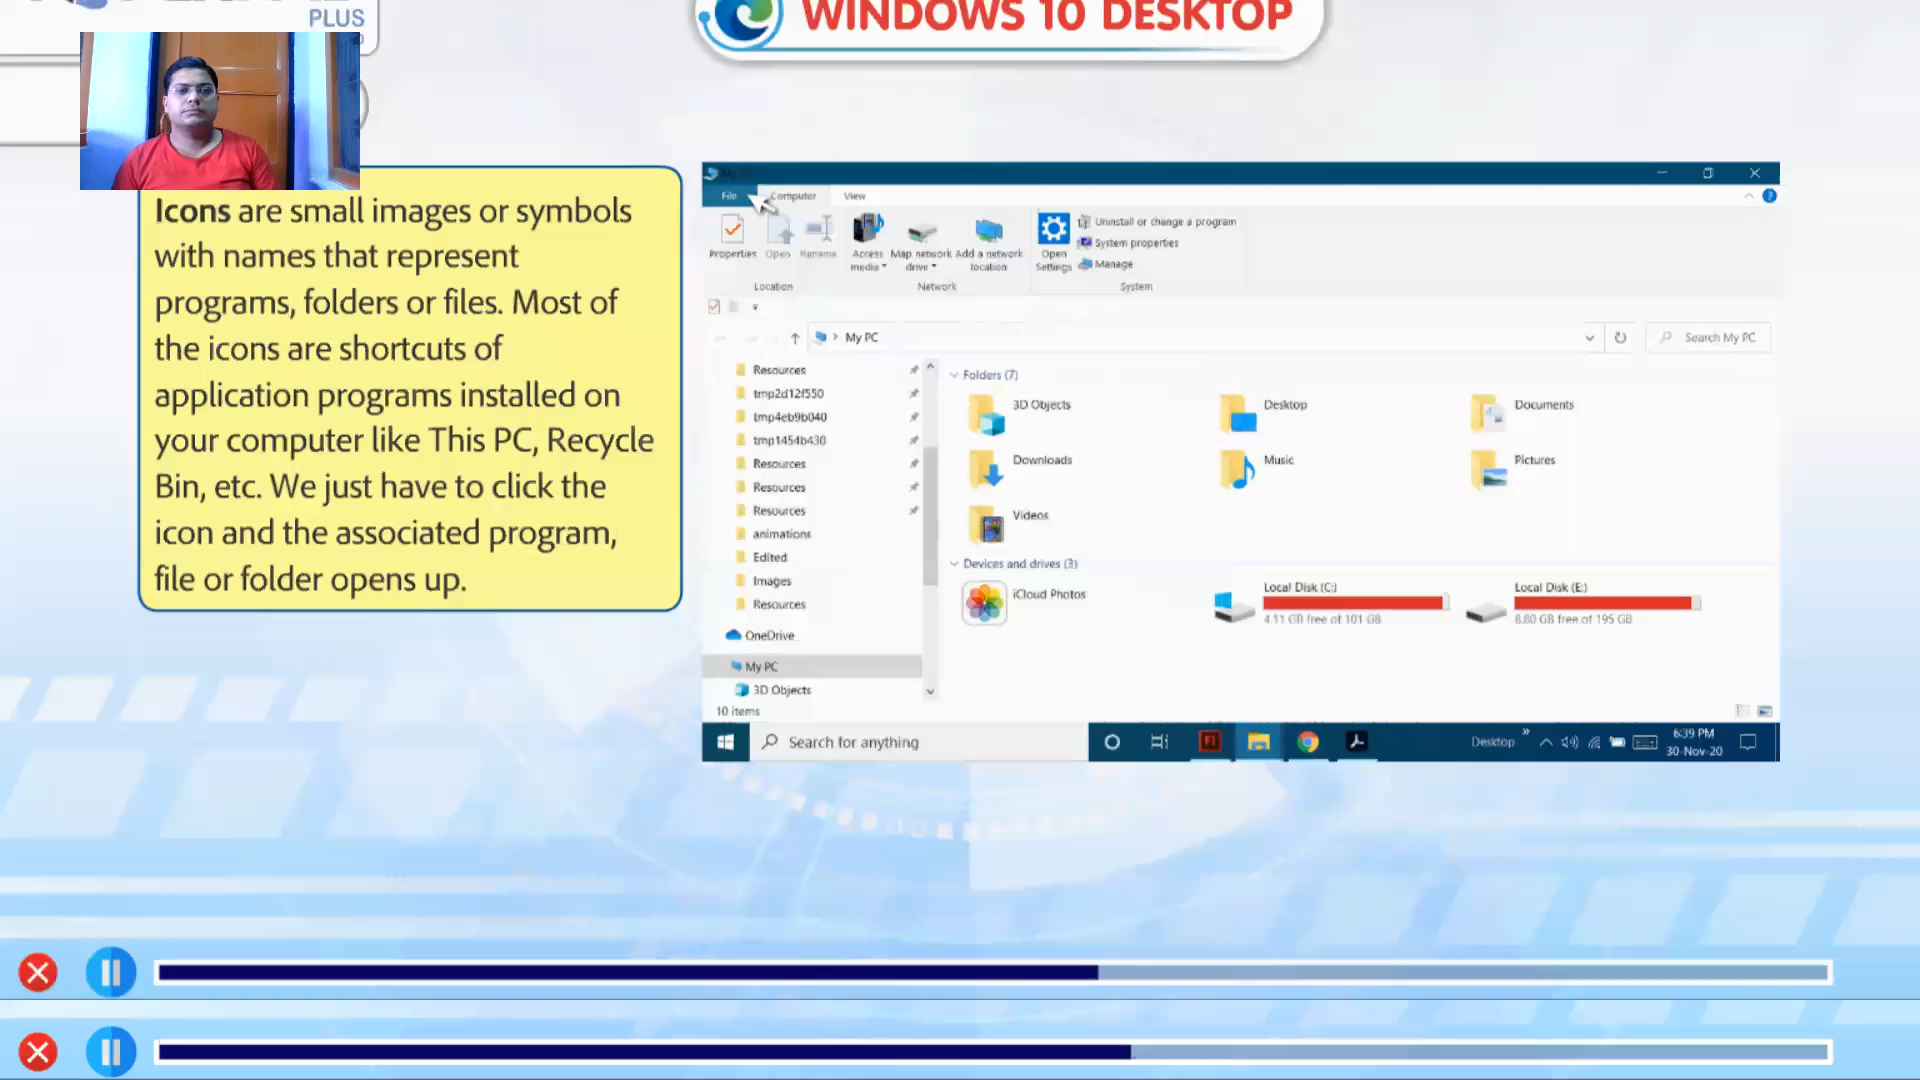 PLUS
WINDOWS 10 DESKTOP
Icons are small images or symbols
with names that represent
programs, folders or files. Most of
the icons are shortcuts of
application programs installed on
your computer like This PC, Recycle
Bin, etc. We just have to click the
icon and the associated program,
file or folder opens up.
File Computer View
Properties Open Rename Access media Map network drive Add a network location Open Settings
Uninstall or change a program
System properties
Manage
Location Network System
My PC
Search My PC
Resources
tmp2d12f550
tmp4eb9b040
tmp1454b430
Resources
Resources
Resources
animations
Edited
Images
Resources
OneDrive
My PC
3D Objects
10 items
Folders (7)
3D Objects Desktop Documents
Downloads Music Pictures
Videos
Devices and drives (3)
iCloud Photos
Local Disk (C:)
4.11 GB free of 101 GB
Local Disk (E:)
8.80 GB free of 195 GB
Search for anything
Desktop
6:39 PM
30-Nov-20